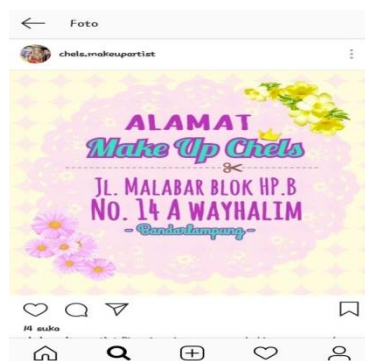 Foto
chels.makeupartist
ALAMAT
Make Up Chels
JL. MALABAR BLOK HP.B
NO. 14 A WAYHALIM
- Bandarlampung -
14 suka